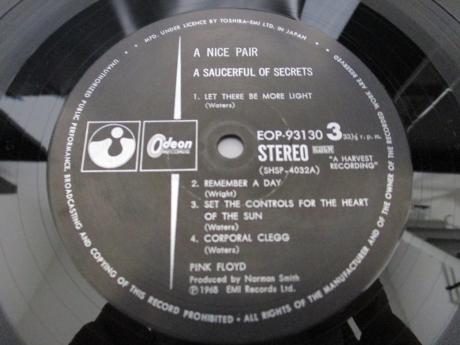 • MFD. UNDER LICENCE BY TOSHIBA-EMI LTD. IN JAPAN •
UNAUTHORIZED PUBLIC PERFORMANCE, BROADCASTING AND COPYING OF THIS RECORD PROHIBITED • ALL RIGHTS OF THE MANUFACTURER AND OF THE OWNER OF THE RECORDED WORK ARE RESERVED
A NICE PAIR
A SAUCERFUL OF SECRETS
1. LET THERE BE MORE LIGHT
(Waters)
Odeon
EOP-93130 3 33⅓ r.p.m.
STEREO
(SHSP-4032A)
"A HARVEST
RECORDING"
2. REMEMBER A DAY
(Wright)
3. SET THE CONTROLS FOR THE HEART
OF THE SUN
(Waters)
4. CORPORAL CLEGG
(Waters)
PINK FLOYD
Produced by Norman Smith
℗1968 EMI Records Ltd.